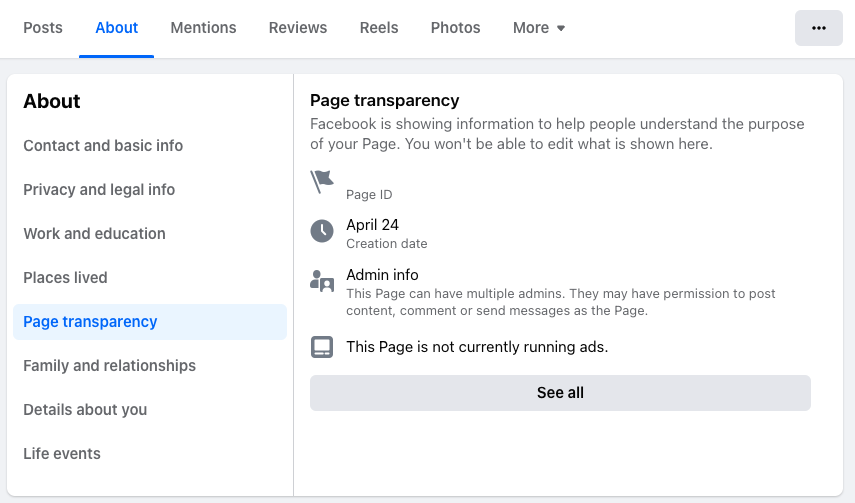 Posts About Mentions Reviews Reels Photos More
About
Contact and basic info
Privacy and legal info
Work and education
Places lived
Page transparency
Family and relationships
Details about you
Life events
Page transparency
Facebook is showing information to help people understand the purpose
of your Page. You won't be able to edit what is shown here.
Page ID
April 24
Creation date
Admin info
This Page can have multiple admins. They may have permission to post
content, comment or send messages as the Page.
This Page is not currently running ads.
See all